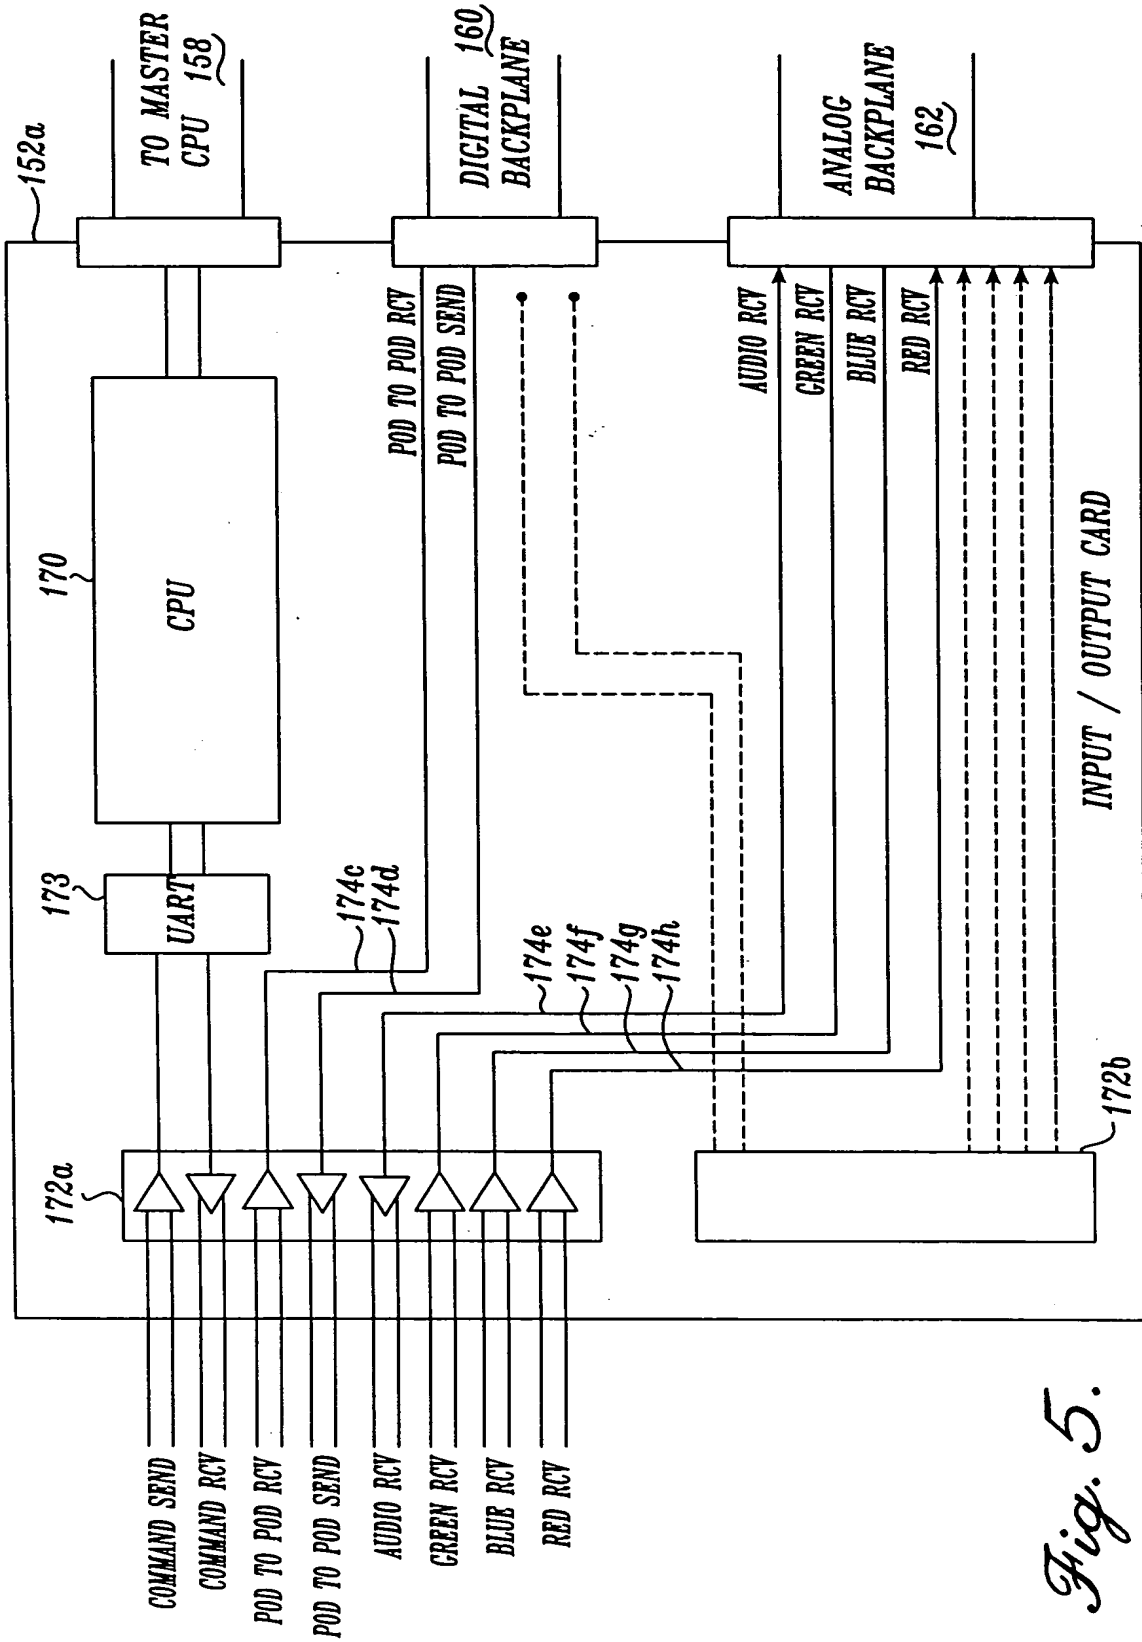 152a
TO MASTER
CPU 158
DIGITAL 160
BACKPLANE
ANALOG
BACKPLANE
162
170
CPU
173
UART
POD TO POD RCV
POD TO POD SEND
AUDIO RCV
GREEN RCV
BLUE RCV
RED RCV
174c
174d
174e
174f
174g
174h
172a
172b
COMMAND SEND
COMMAND RCV
POD TO POD RCV
POD TO POD SEND
AUDIO RCV
GREEN RCV
BLUE RCV
RED RCV
INPUT / OUTPUT CARD
Fig. 5.